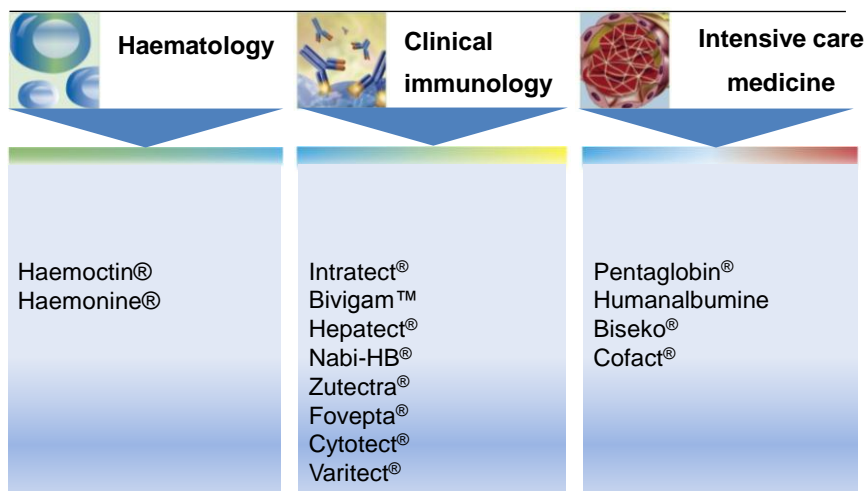 Haematology
Clinical
immunology
Intensive care
medicine
Haemoctin®
Haemonine®
Intratect®
Bivigam™
Hepatect®
Nabi-HB®
Zutectra®
Fovepta®
Cytotect®
Varitect®
Pentaglobin®
Humanalbumine
Biseko®
Cofact®